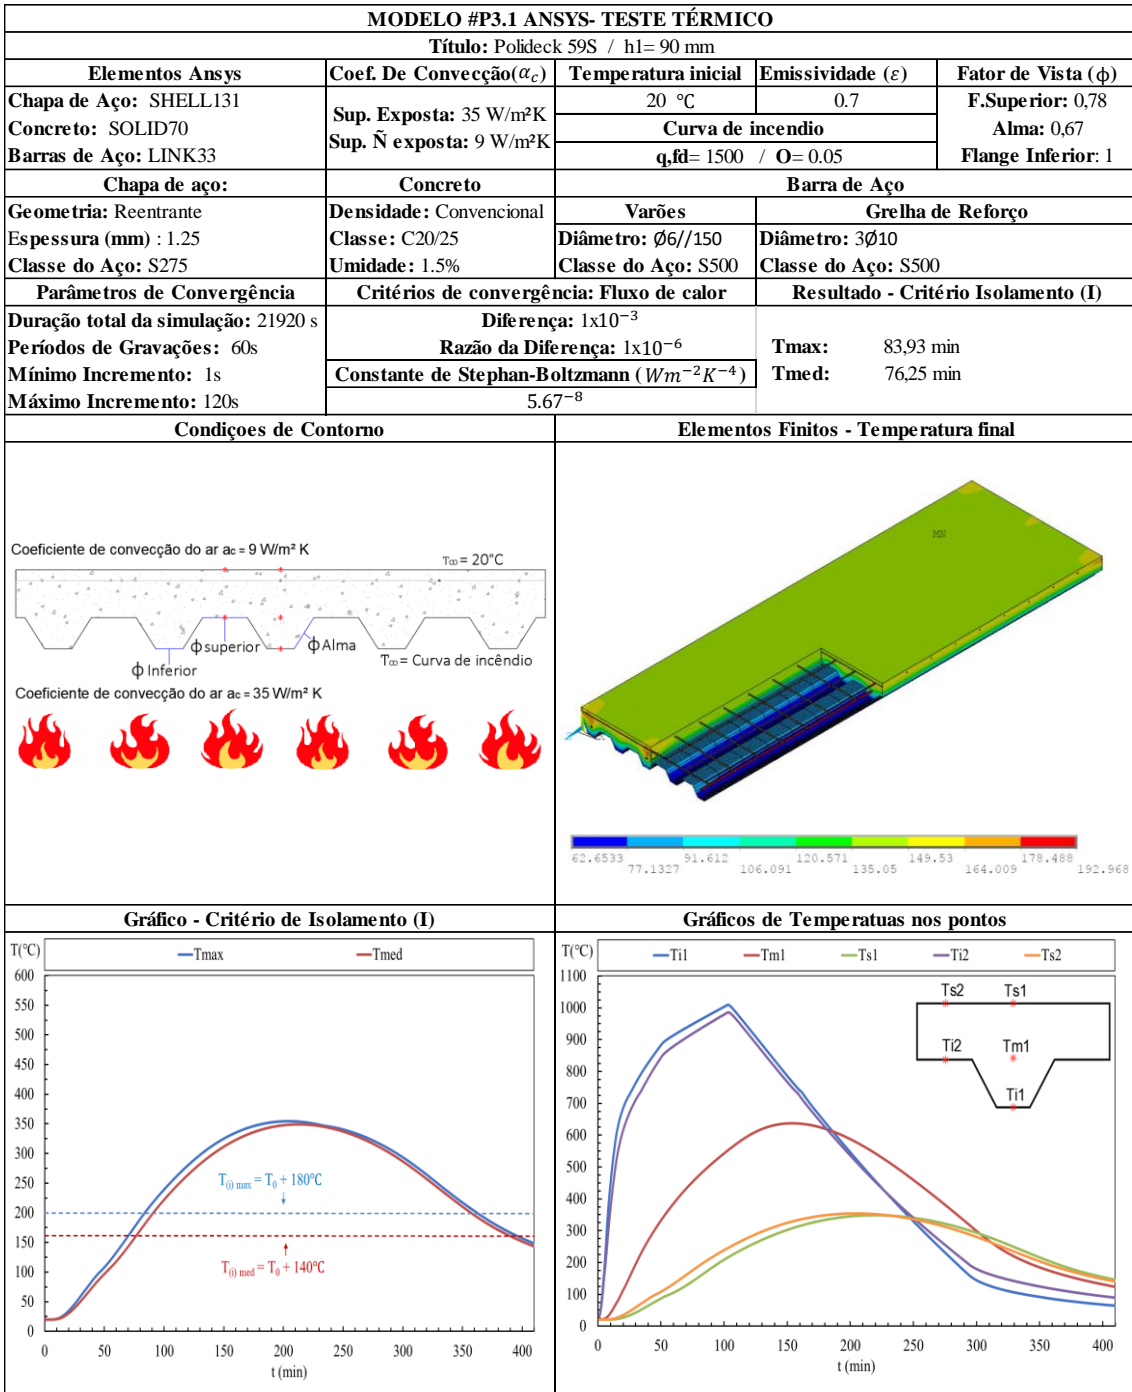 MODELO #P3.1 ANSYS- TESTE TÉRMICO
Título: Polideck 59S / h1= 90 mm
Elementos Ansys
Coef. De Convecção(α_c)
Temperatura inicial
Emissividade (ε)
Fator de Vista (ϕ)
Chapa de Aço: SHELL131
Concreto: SOLID70
Barras de Aço: LINK33
Sup. Exposta: 35 W/m²K
Sup. Ñ exposta: 9 W/m²K
20 °C
0.7
Curva de incendio
q,fd= 1500 / O= 0.05
F.Superior: 0,78
Alma: 0,67
Flange Inferior: 1
Chapa de aço:
Concreto
Barra de Aço
Geometria: Reentrante
Espessura (mm) : 1.25
Classe do Aço: S275
Densidade: Convencional
Classe: C20/25
Umidade: 1.5%
Varões
Diâmetro: Ø6//150
Classe do Aço: S500
Grelha de Reforço
Diâmetro: 3Ø10
Classe do Aço: S500
Parâmetros de Convergência
Critérios de convergência: Fluxo de calor
Resultado - Critério Isolamento (I)
Duração total da simulação: 21920 s
Períodos de Gravações: 60s
Mínimo Incremento: 1s
Máximo Incremento: 120s
Diferença: 1x10⁻³
Razão da Diferença: 1x10⁻⁶
Constante de Stephan-Boltzmann (Wm⁻²K⁻⁴)
5.67⁻⁸
Tmax: 83,93 min
Tmed: 76,25 min
Condiçoes de Contorno
Elementos Finitos - Temperatura final
Coeficiente de convecção do ar ac = 9 W/m² K
T∞ = 20°C
ϕ superior
ϕ Alma
ϕ Inferior
T∞ = Curva de incêndio
Coeficiente de convecção do ar ac = 35 W/m² K
MN
62.6533
77.1327
91.612
106.091
120.571
135.05
149.53
164.009
178.488
192.968
Gráfico - Critério de Isolamento (I)
Gráficos de Temperatuas nos pontos
T(°C)
Tmax
Tmed
600
550
500
450
400
350
300
250
200
150
100
50
0
T(i) max = T0 + 180°C
T(i) med = T0 + 140°C
0 50 100 150 200 250 300 350 400
t (min)
T(°C)
Ti1
Tm1
Ts1
Ti2
Ts2
1100
1000
900
800
700
600
500
400
300
200
100
0
Ts2
Ts1
Ti2
Tm1
Ti1
0 50 100 150 200 250 300 350 400
t (min)